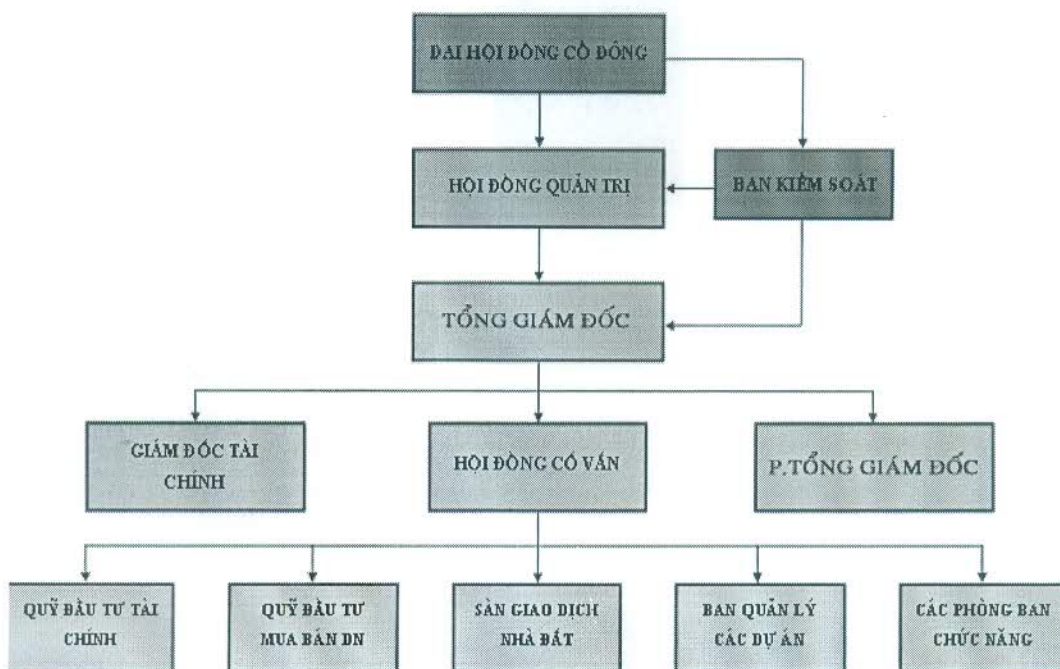 ĐẠI HỘI ĐỒNG CỔ ĐÔNG
HỘI ĐỒNG QUẢN TRỊ
BAN KIỂM SOÁT
TỔNG GIÁM ĐỐC
GIÁM ĐỐC TÀI
CHÍNH
HỘI ĐỒNG CỐ VẤN
P.TỔNG GIÁM ĐỐC
QUỸ ĐẦU TƯ TÀI
CHÍNH
QUỸ ĐẦU TƯ
MUA BÁN DN
SÀN GIAO DỊCH
NHÀ ĐẤT
BAN QUẢN LÝ
CÁC DỰ ÁN
CÁC PHÒNG BAN
CHỨC NĂNG